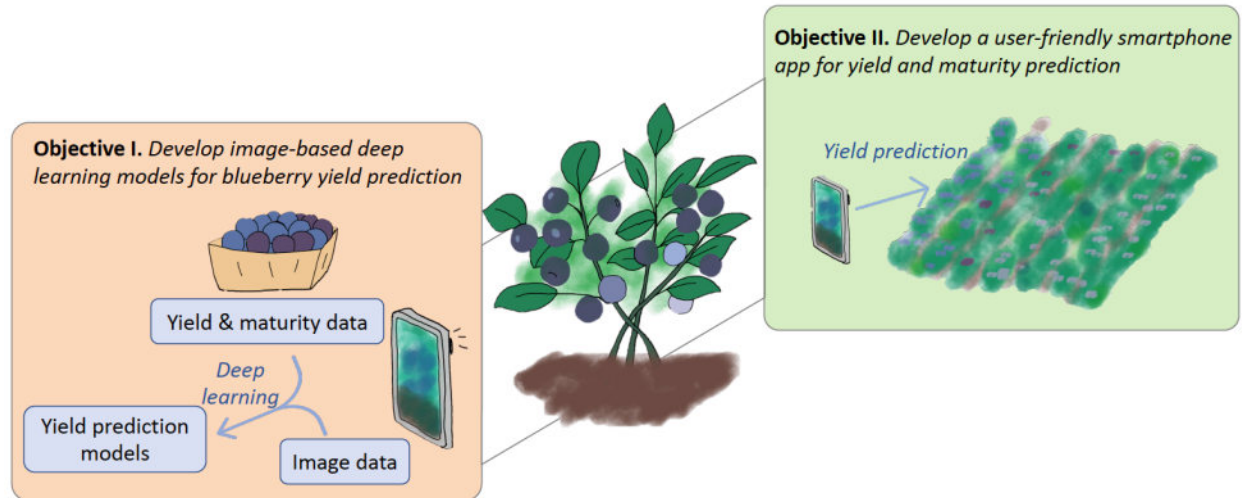 Objective I. Develop image-based deep
learning models for blueberry yield prediction
Yield & maturity data
Deep
learning
Yield prediction
models
Image data
Objective II. Develop a user-friendly smartphone
app for yield and maturity prediction
Yield prediction